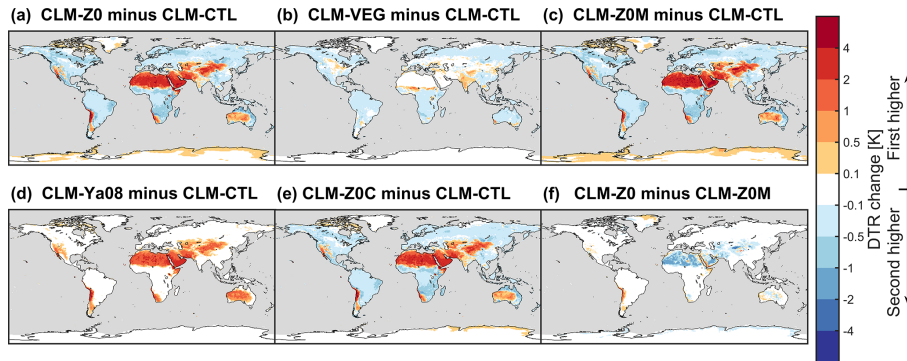 (a) CLM-Z0 minus CLM-CTL
(b) CLM-VEG minus CLM-CTL
(c) CLM-Z0M minus CLM-CTL
(d) CLM-Ya08 minus CLM-CTL
(e) CLM-Z0C minus CLM-CTL
(f) CLM-Z0 minus CLM-Z0M
4
2
1
0.5
0.1
-0.1
-0.5
-1
-2
-4
DTR change [K]
Second higher
First higher